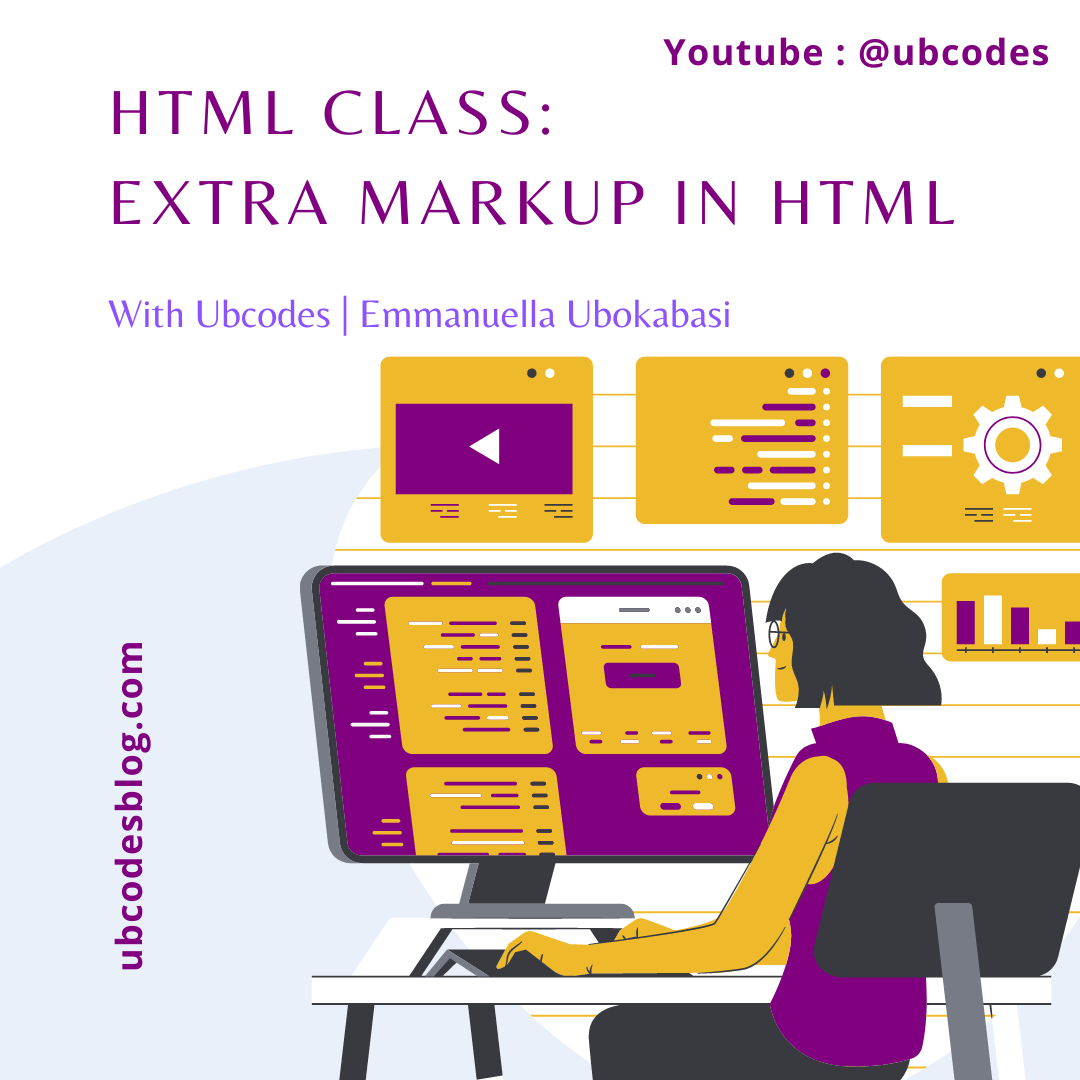 Youtube : @ubcodes
HTML CLASS:
EXTRA MARKUP IN HTML
With Ubcodes | Emmanuella Ubokabasi
ubcodesblog.com